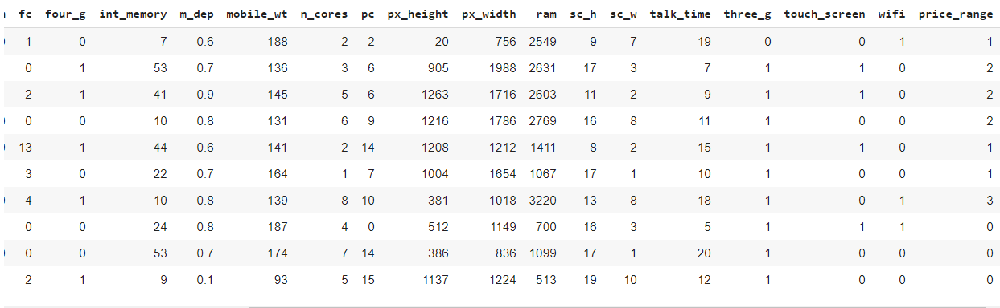 fc four_g int_memory m_dep mobile_wt n_cores pc px_height px_width ram sc_h sc_w talk_time three_g touch_screen wifi price_range
1 0 7 0.6 188 2 2 20 756 2549 9 7 19 0 0 1 1
0 1 53 0.7 136 3 6 905 1988 2631 17 3 7 1 1 0 2
2 1 41 0.9 145 5 6 1263 1716 2603 11 2 9 1 1 0 2
0 0 10 0.8 131 6 9 1216 1786 2769 16 8 11 1 0 0 2
13 1 44 0.6 141 2 14 1208 1212 1411 8 2 15 1 1 0 1
3 0 22 0.7 164 1 7 1004 1654 1067 17 1 10 1 0 0 1
4 1 10 0.8 139 8 10 381 1018 3220 13 8 18 1 0 1 3
0 0 24 0.8 187 4 0 512 1149 700 16 3 5 1 1 1 0
0 0 53 0.7 174 7 14 386 836 1099 17 1 20 1 0 0 0
2 1 9 0.1 93 5 15 1137 1224 513 19 10 12 1 0 0 0